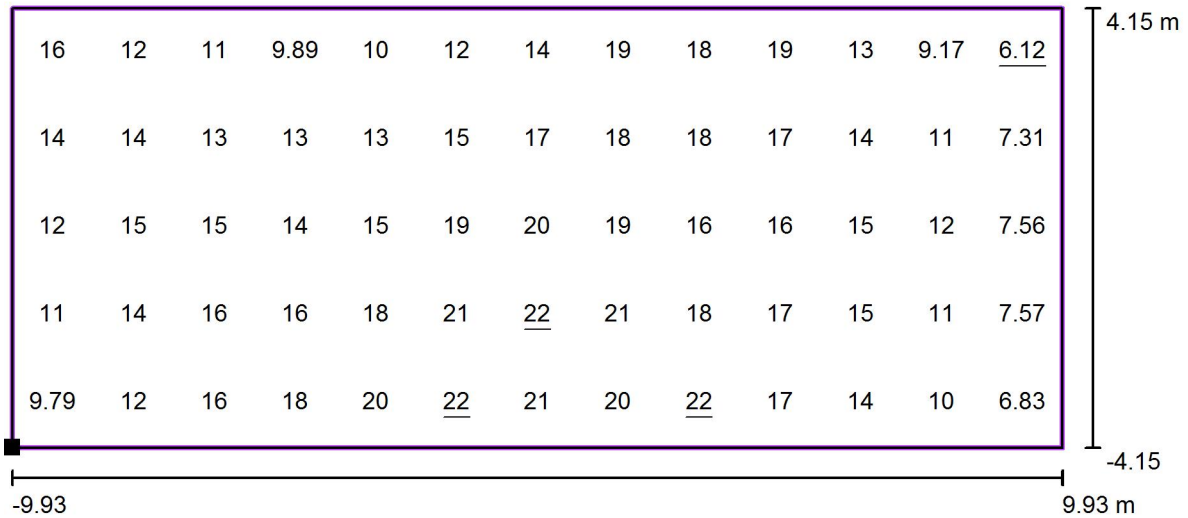 4.15 m
16 12 11 9.89 10 12 14 19 18 19 13 9.17 6.12
14 14 13 13 13 15 17 18 18 17 14 11 7.31
12 15 15 14 15 19 20 19 16 16 15 12 7.56
11 14 16 16 18 21 22 21 18 17 15 11 7.57
9.79 12 16 18 20 22 21 20 22 17 14 10 6.83
-4.15
-9.93 9.93 m